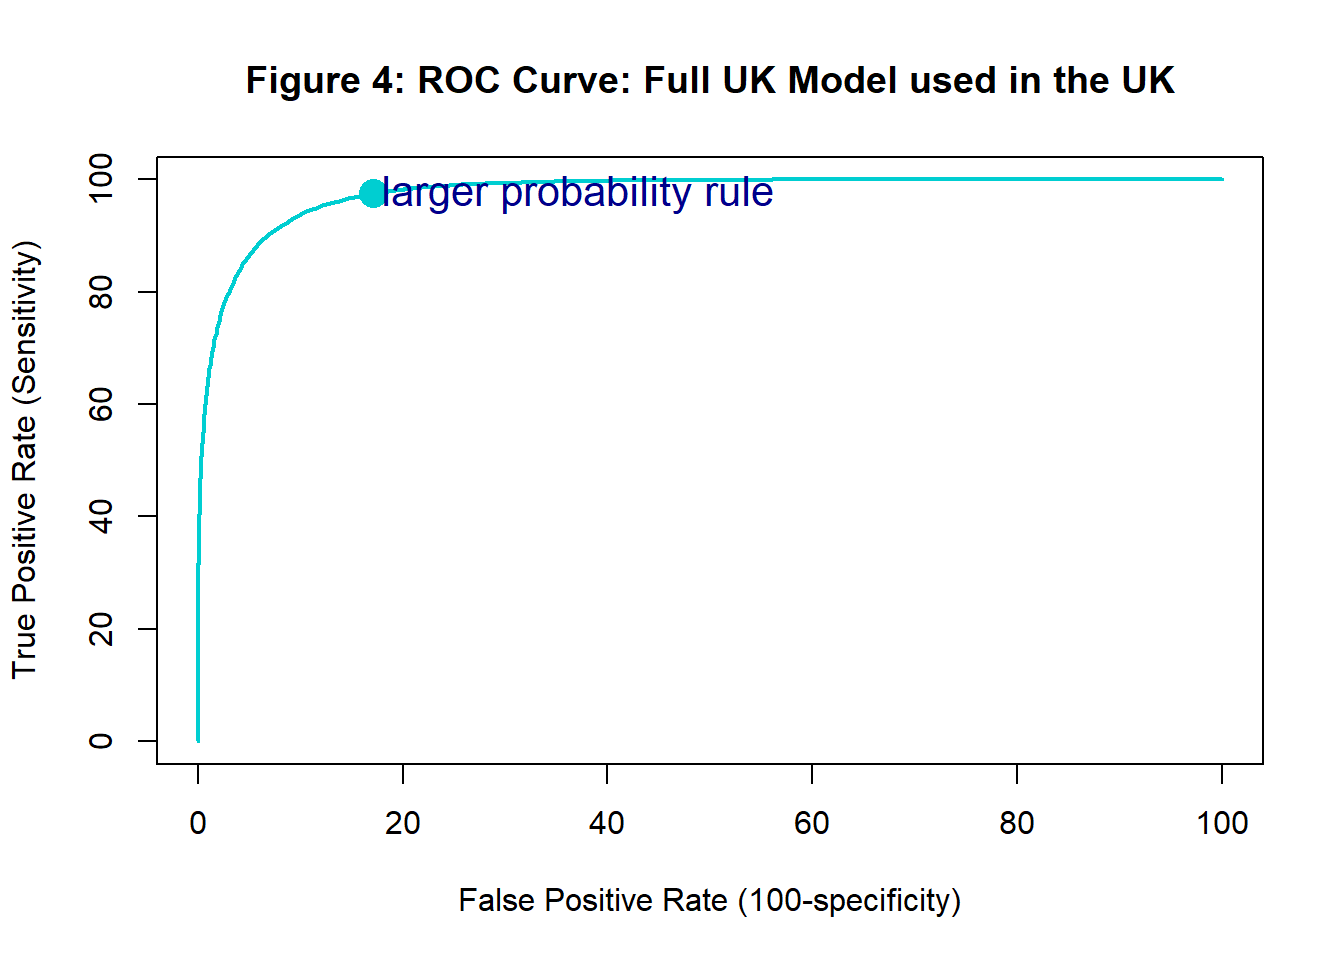 Figure 4: ROC Curve: Full UK Model used in the UK
True Positive Rate (Sensitivity)
100
80
60
40
20
0
larger probability rule
0 20 40 60 80 100
False Positive Rate (100-specificity)